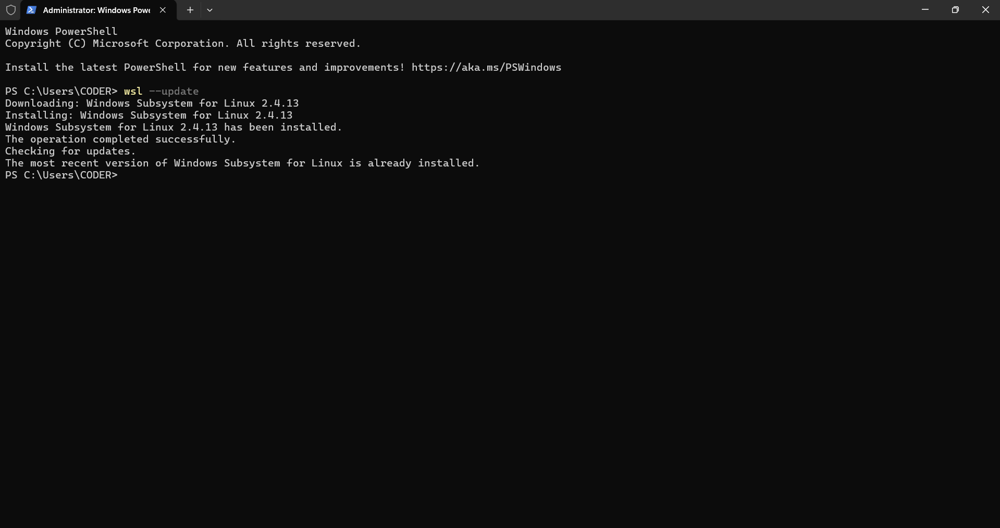 Administrator: Windows Powe
Windows PowerShell
Copyright (C) Microsoft Corporation. All rights reserved.
Install the latest PowerShell for new features and improvements! https://aka.ms/PSWindows
PS C:\Users\CODER> wsl --update
Downloading: Windows Subsystem for Linux 2.4.13
Installing: Windows Subsystem for Linux 2.4.13
Windows Subsystem for Linux 2.4.13 has been installed.
The operation completed successfully.
Checking for updates.
The most recent version of Windows Subsystem for Linux is already installed.
PS C:\Users\CODER>